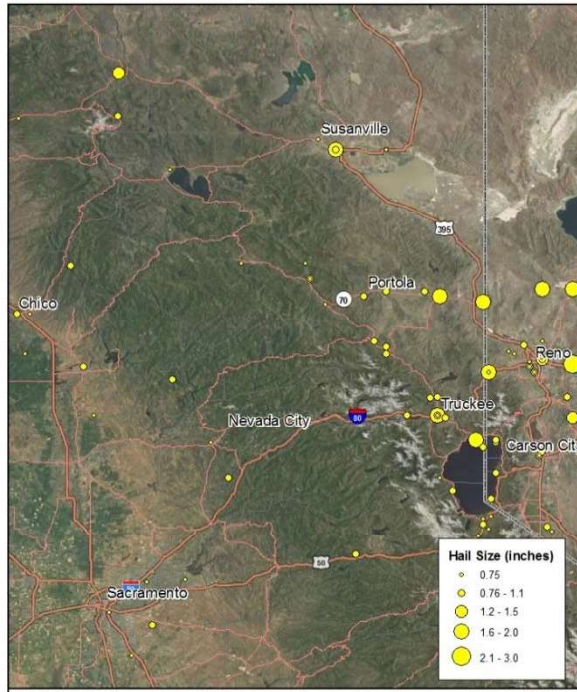 Susanville
395
Portola
70
Chico
Reno
Truckee
Nevada City
80
Carson Cit
50
Sacramento
Hail Size (inches)
0.75
0.76 - 1.1
1.2 - 1.5
1.6 - 2.0
2.1 - 3.0